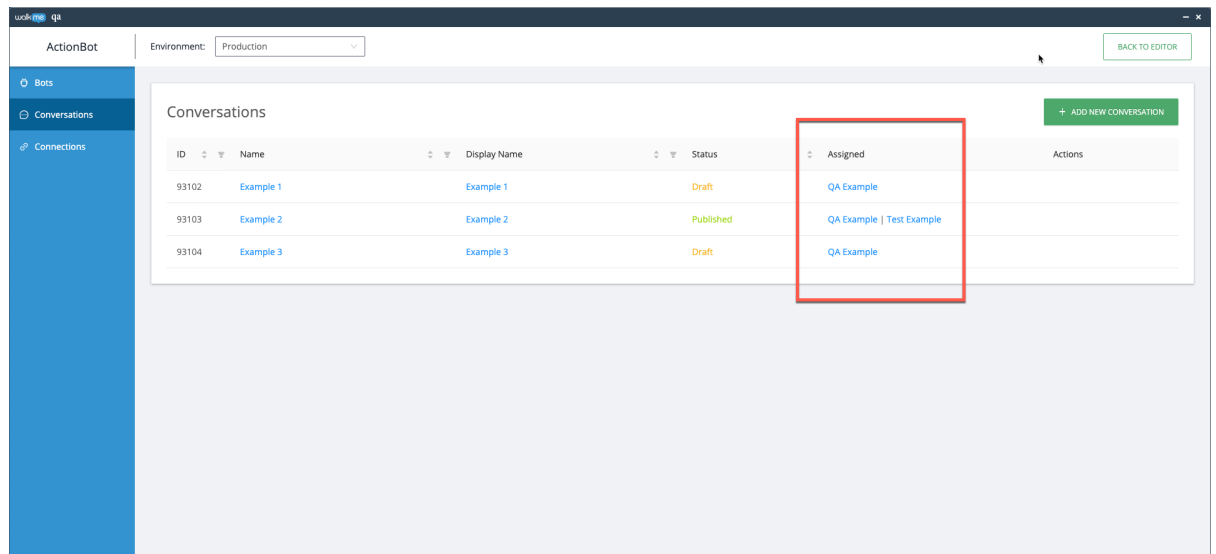 walkme qa
ActionBot
Environment: Production
BACK TO EDITOR
Bots
Conversations
Connections
Conversations
+ ADD NEW CONVERSATION
ID Name Display Name Status Assigned Actions
93102 Example 1 Example 1 Draft QA Example
93103 Example 2 Example 2 Published QA Example | Test Example
93104 Example 3 Example 3 Draft QA Example